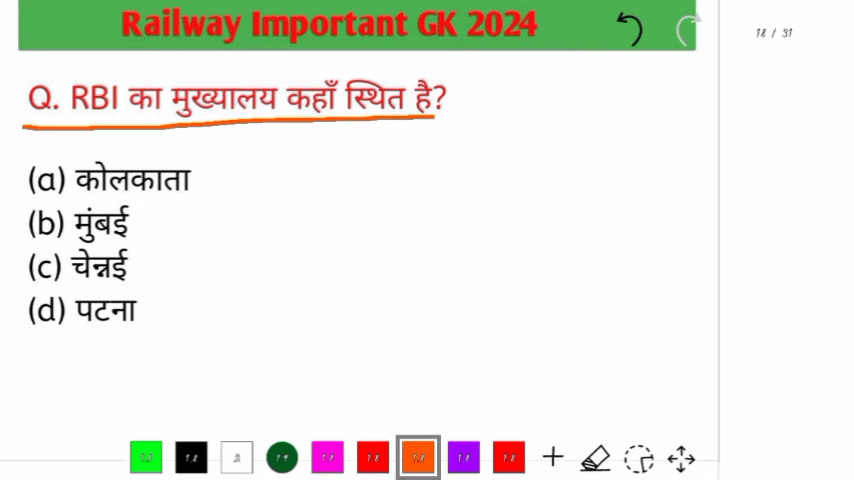 Railway Important GK 2024
18 / 31
Q. RBI का मुख्यालय कहाँ स्थित है?
(a) कोलकाता
(b) मुंबई
(c) चेन्नई
(d) पटना